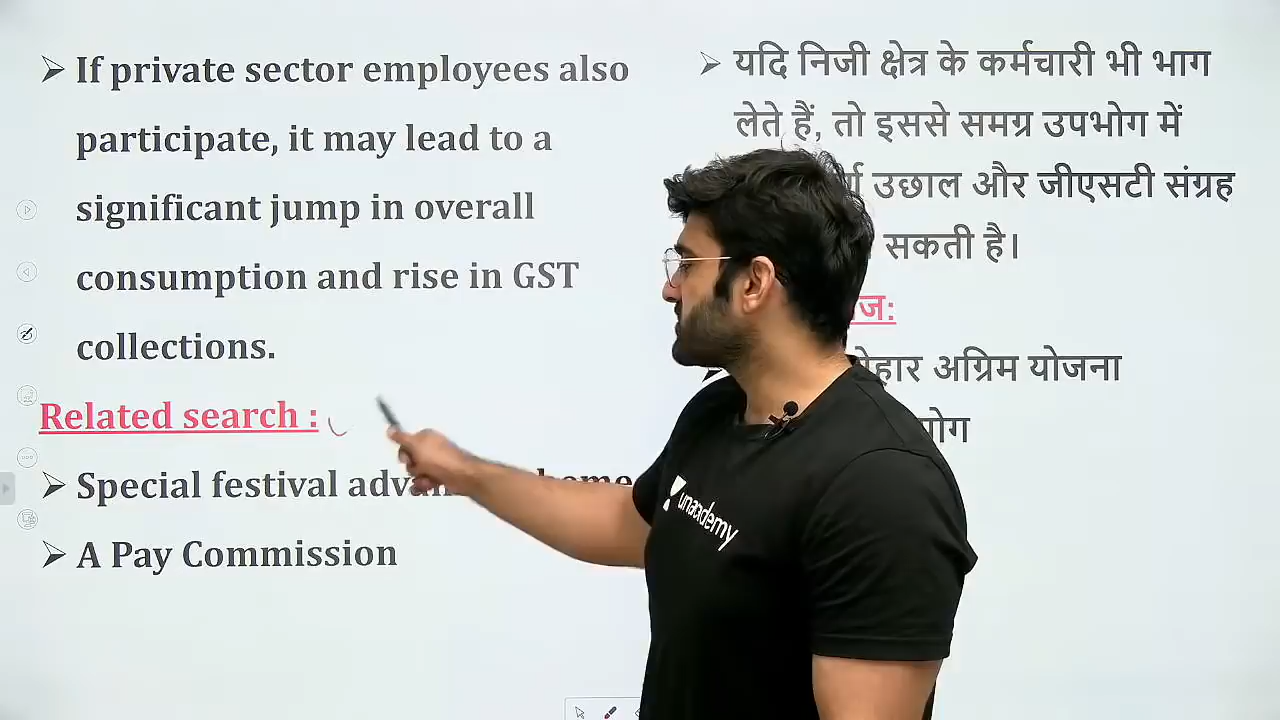 If private sector employees also
participate, it may lead to a
significant jump in overall
consumption and rise in GST
collections.
Related search :
Special festival
A Pay Commission
यदि निजी क्षेत्र के कर्मचारी भी भाग
लेते हैं, तो इससे समग्र उपभोग में
उछाल और जीएसटी संग्रह
सकती है।
अग्रिम योजना
unacademy